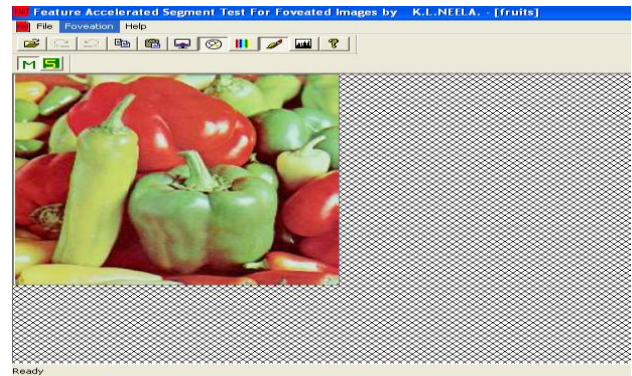 Feature Accelerated Segment Test For Foveated Images by K.L.NEELA. - [fruits]
File Foveation Help
?
M S
Ready